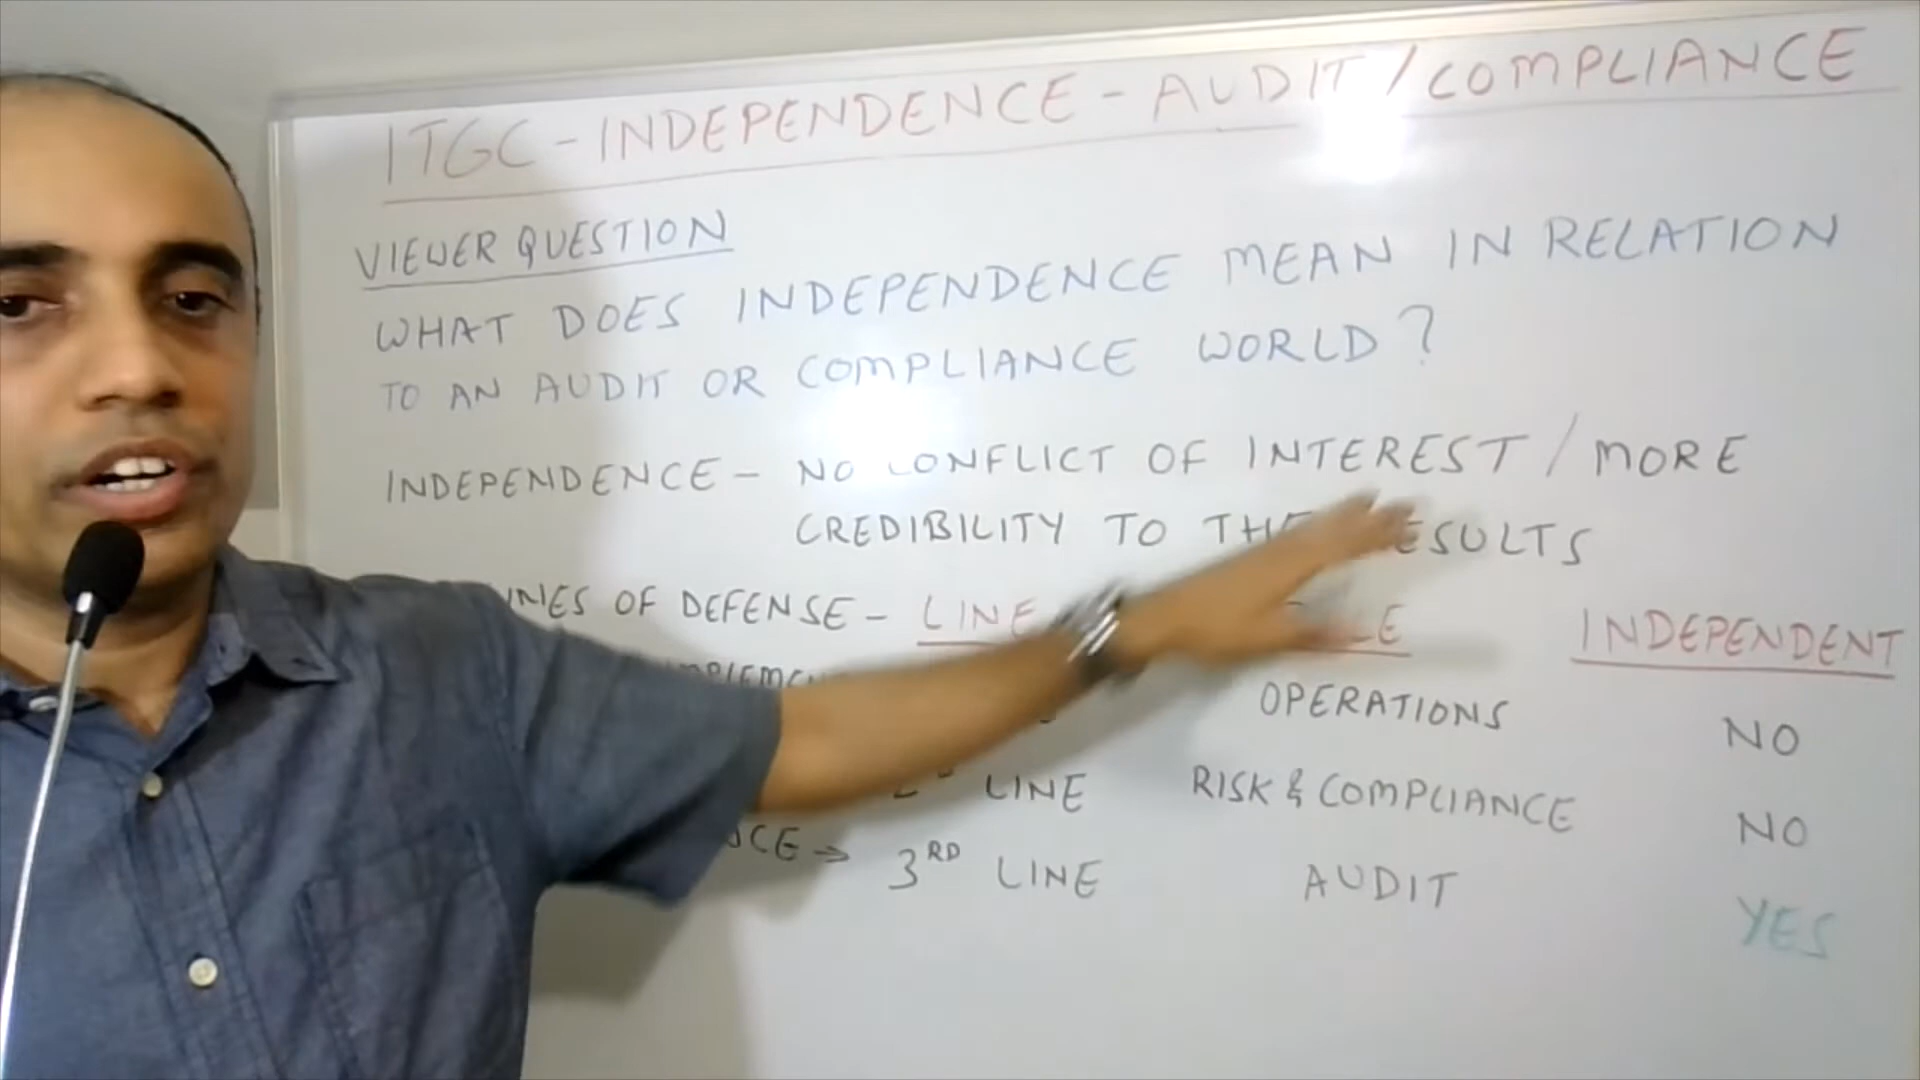 ITGC - INDEPENDENCE - AUDIT / COMPLIANCE
VIEWER QUESTION
WHAT DOES INDEPENDENCE MEAN IN RELATION
TO AN AUDIT OR COMPLIANCE WORLD?
INDEPENDENCE - NO CONFLICT OF INTEREST / MORE
CREDIBILITY TO THE RESULTS
OF DEFENSE - LINE INDEPENDENT
OPERATIONS NO
LINE RISK & COMPLIANCE NO
→ 3RD LINE AUDIT YES